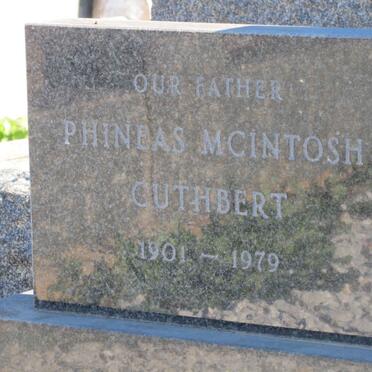 OUR FATHER
PHINEAS MCINTOSH
CUTHBERT
1901 ~ 1979